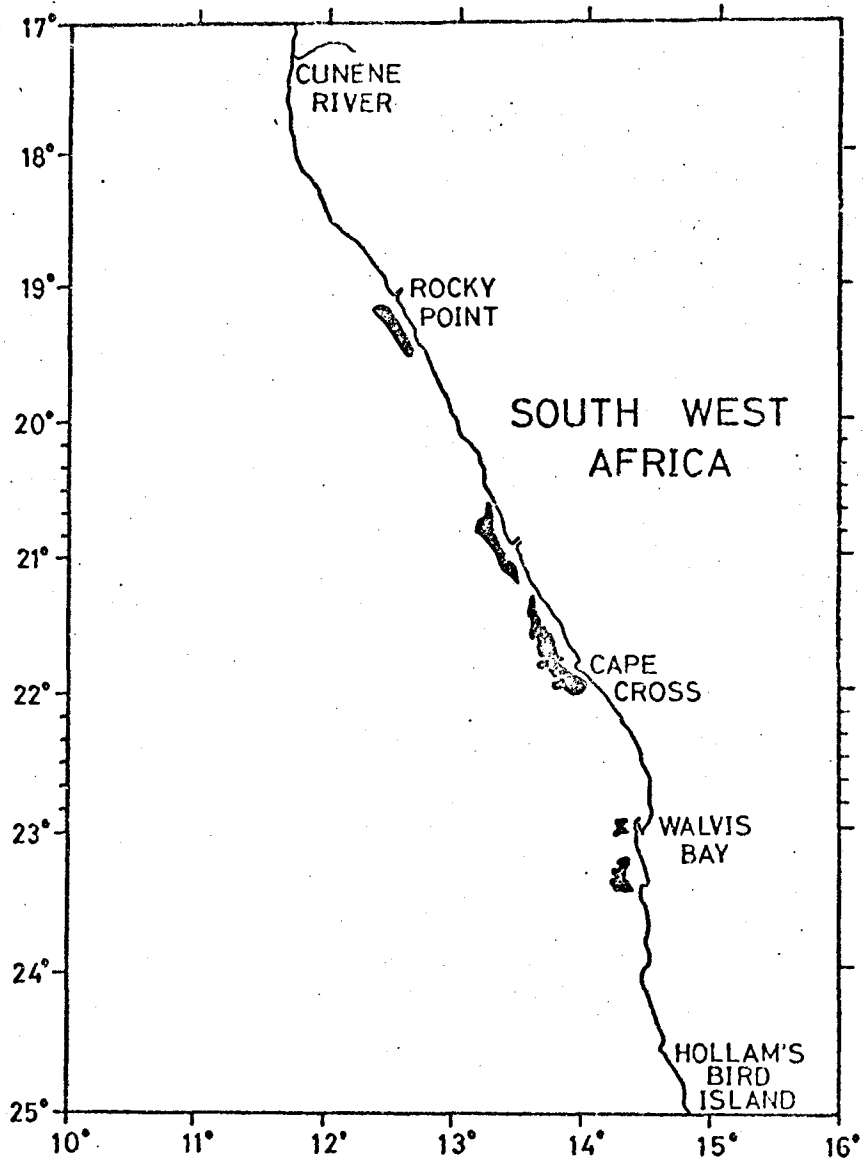 17°
CUNENE
RIVER
18°
19°
ROCKY
POINT
20°
SOUTH WEST
AFRICA
21°
22°
CAPE
CROSS
23°
WALVIS
BAY
24°
HOLLAM'S
BIRD
ISLAND
25°
10° 11° 12° 13° 14° 15° 16°